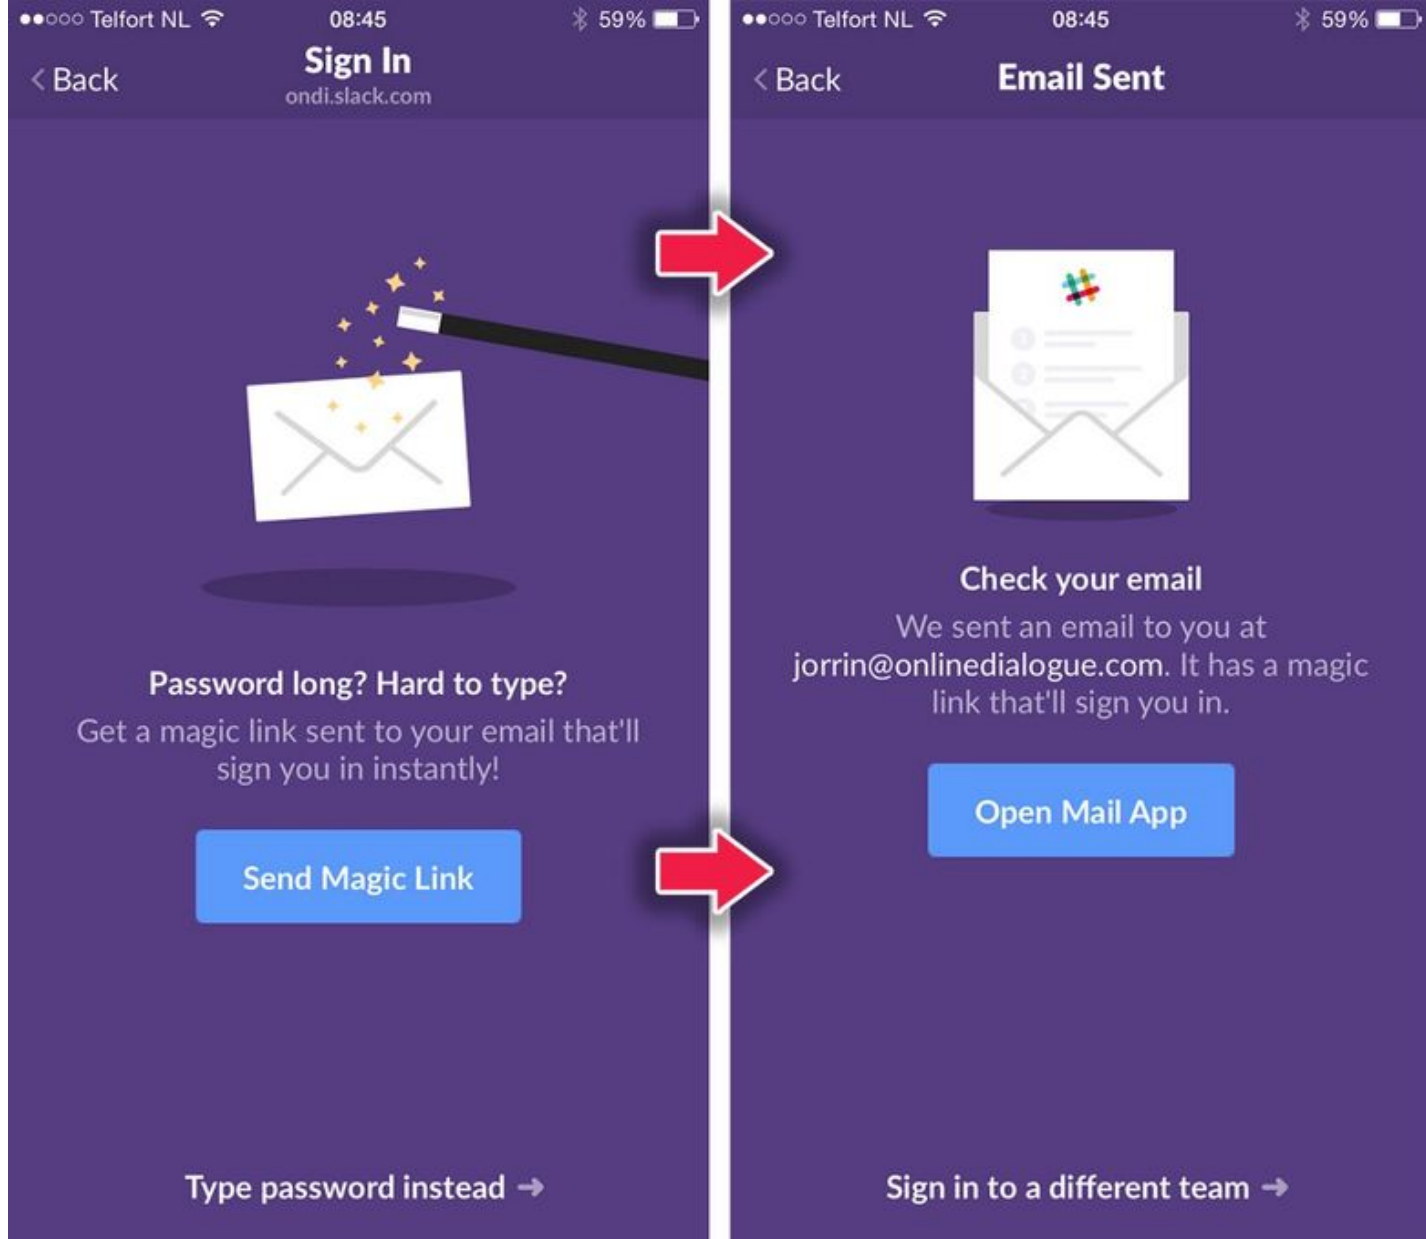 Telfort NL 08:45 59%
Back
Sign In
ondi.slack.com
Password long? Hard to type?
Get a magic link sent to your email that'll
sign you in instantly!
Send Magic Link
Type password instead →
Telfort NL 08:45 59%
Back
Email Sent
1
2
Check your email
We sent an email to you at
jorrin@onlinedialogue.com. It has a magic
link that'll sign you in.
Open Mail App
Sign in to a different team →